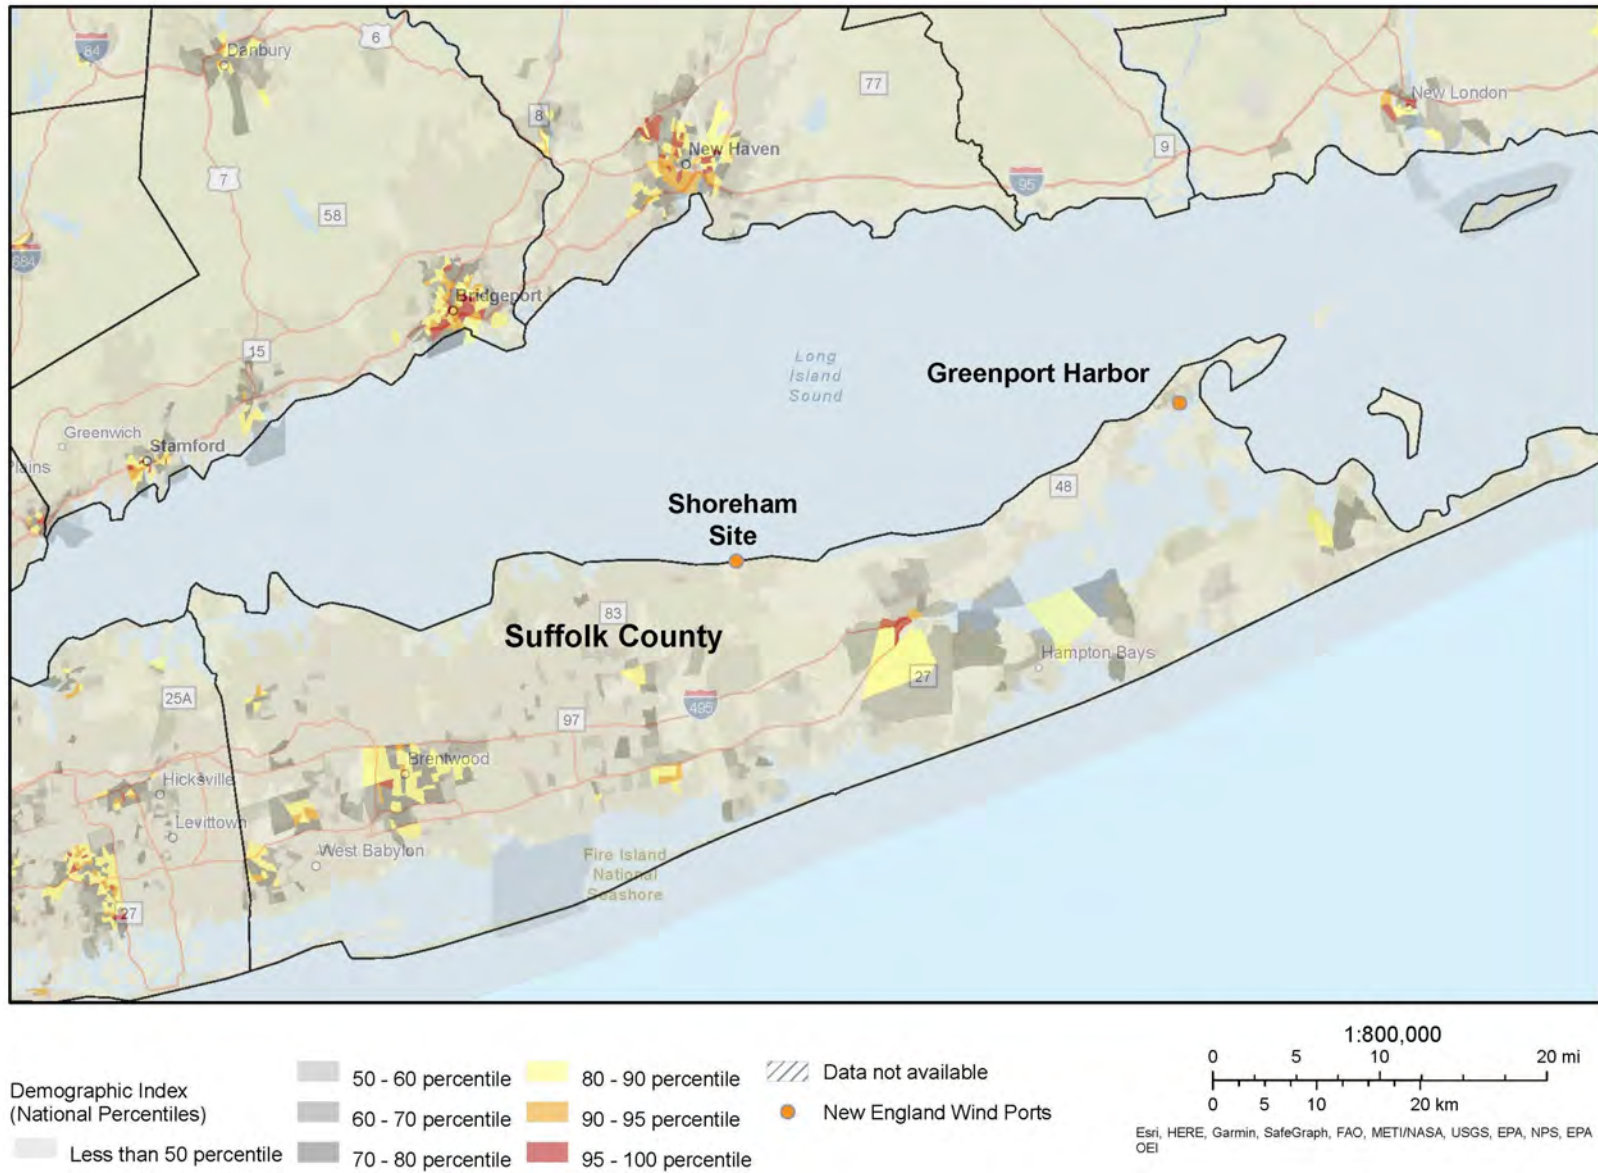 84
Danbury
6
8
77
New London
New Haven
9
7
95
58
684
Bridgeport
15
Long
Island
Sound
Greenport Harbor
Greenwich
Stamford
Plains
48
Shoreham
Site
83
Suffolk County
Hampton Bays
27
25A
495
97
Brentwood
Hicksville
Levittown
West Babylon
Fire Island
National
Seashore
27
Demographic Index
(National Percentiles)
Less than 50 percentile
50 - 60 percentile
60 - 70 percentile
70 - 80 percentile
80 - 90 percentile
90 - 95 percentile
95 - 100 percentile
Data not available
New England Wind Ports
1:800,000
0 5 10 20 mi
0 5 10 20 km
Esri, HERE, Garmin, SafeGraph, FAO, METI/NASA, USGS, EPA, NPS, EPA
OEI